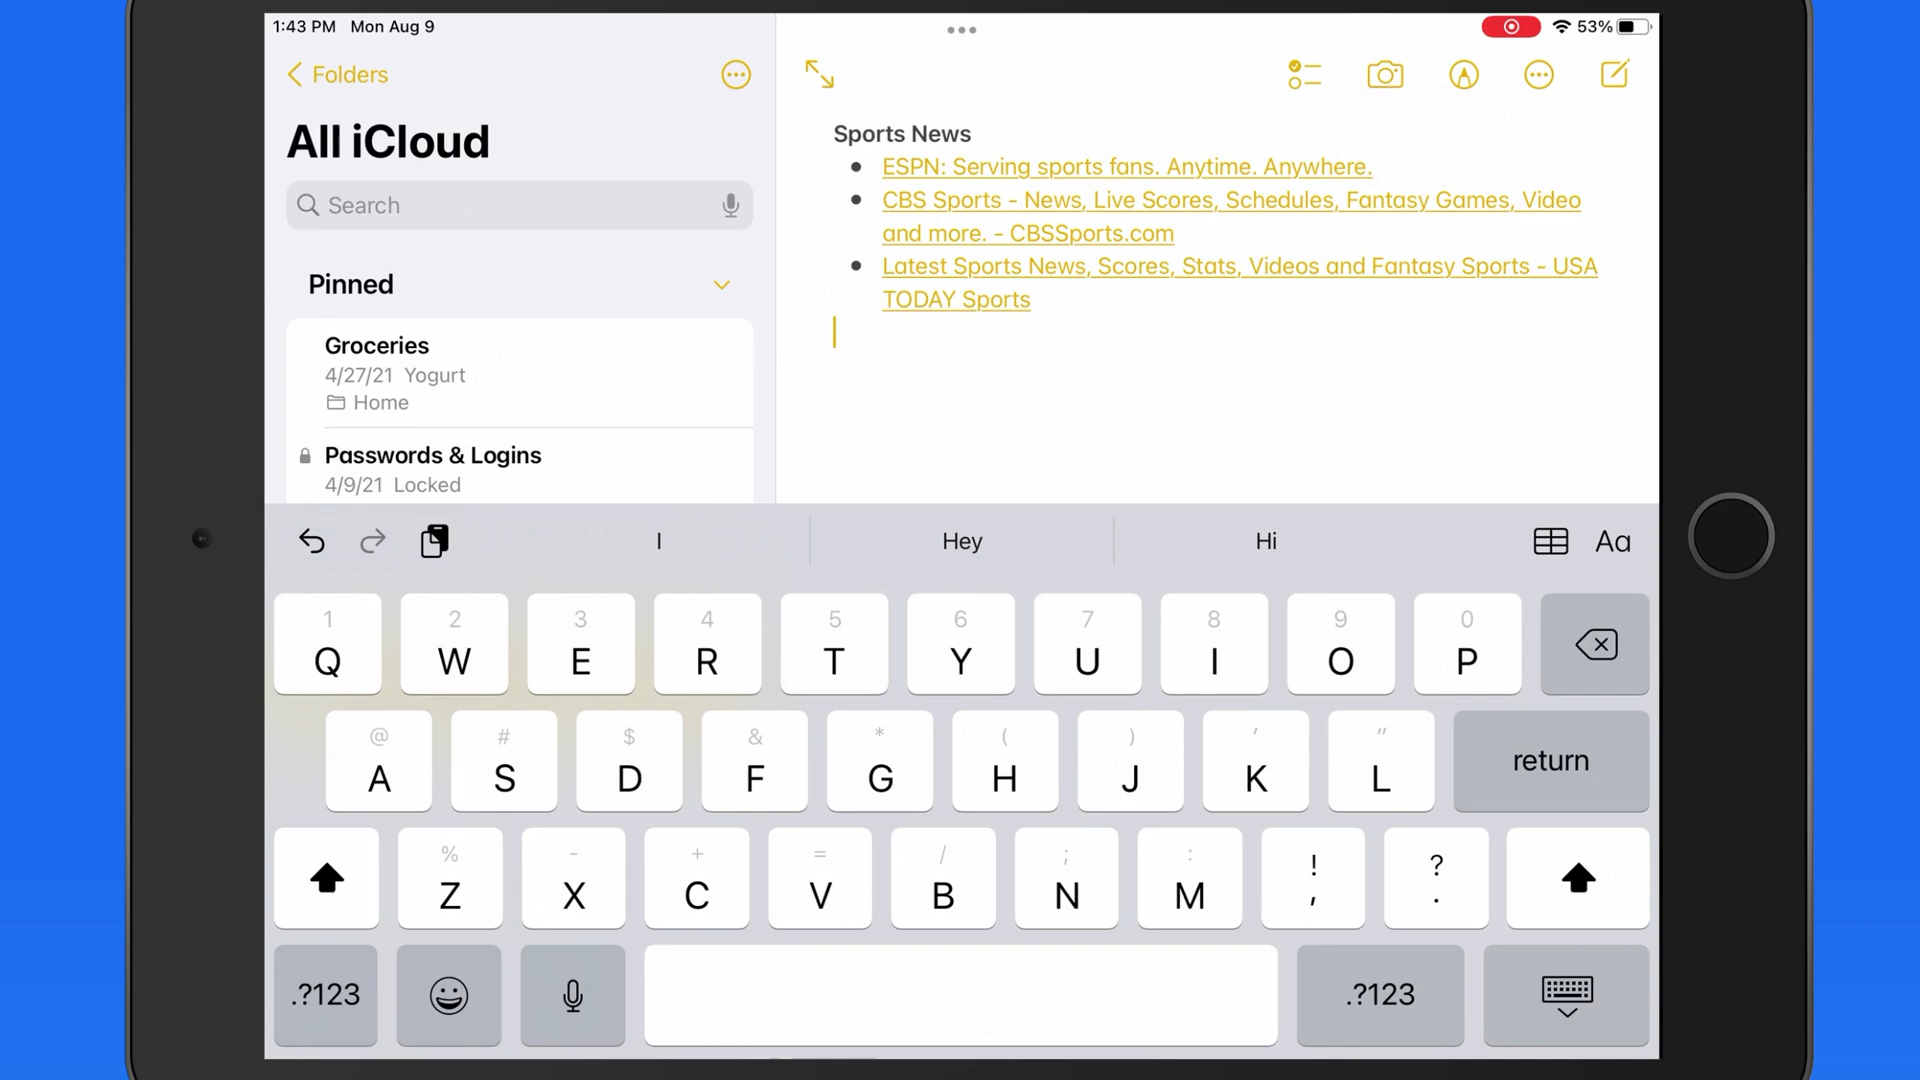 1:43 PM Mon Aug 9
53%
Folders
All iCloud
Search
Pinned
Groceries
4/27/21 Yogurt
Home
Passwords & Logins
4/9/21 Locked
Sports News
• ESPN: Serving sports fans. Anytime. Anywhere.
• CBS Sports - News, Live Scores, Schedules, Fantasy Games, Video
and more. - CBSSports.com
• Latest Sports News, Scores, Stats, Videos and Fantasy Sports - USA
TODAY Sports
I Hey Hi Aa
1 2 3 4 5 6 7 8 9 0
Q W E R T Y U I O P
@ # $ & * ( ) ' "
A S D F G H J K L return
% - + = / ; : ! ?
Z X C V B N M , .
.?123 .?123